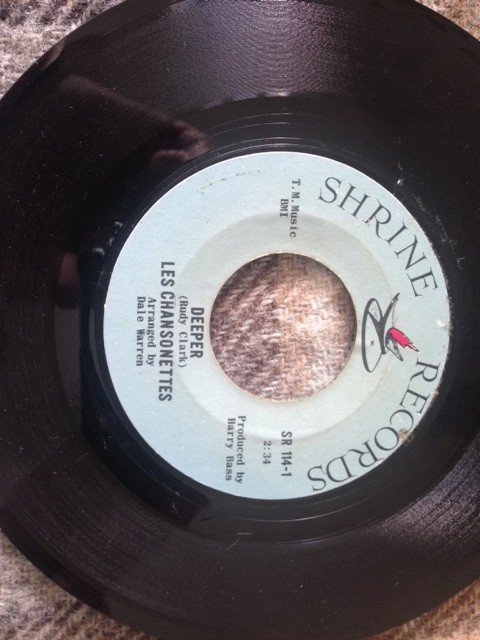 SHRINE RECORDS
T.M.Music
BMI
SR 114-1
2:34
Produced by
Harry Bass
DEEPER
(Rudy Clark)
LES CHANSONETTES
Arranged by
Dale Warren